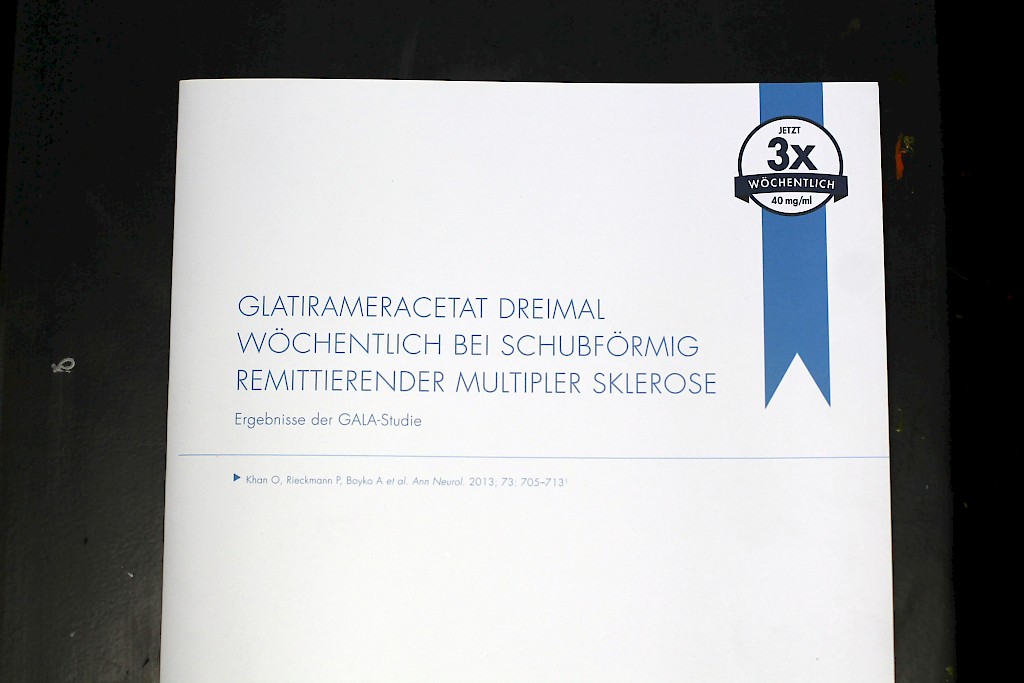 JETZT
3x
WÖCHENTLICH
40 mg/ml
GLATIRAMERACETAT DREIMAL
WÖCHENTLICH BEI SCHUBFÖRMIG
REMITTIERENDER MULTIPLER SKLEROSE
Ergebnisse der GALA-Studie
Khan O, Rieckmann P, Boyko A et al. Ann Neurol. 2013; 73: 705–713¹